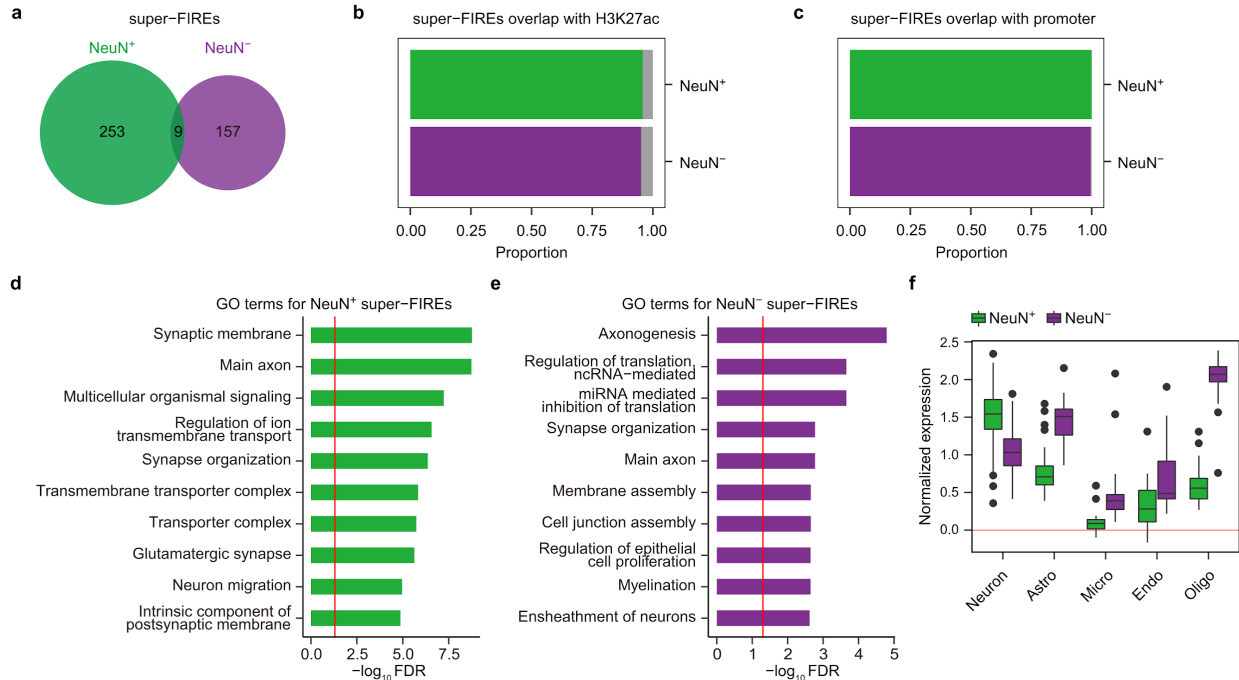 a
super−FIREs
NeuN+
NeuN−
253
9
157
b
super−FIREs overlap with H3K27ac
NeuN+
NeuN−
0.00 0.25 0.50 0.75 1.00
Proportion
c
super−FIREs overlap with promoter
NeuN+
NeuN−
0.00 0.25 0.50 0.75 1.00
Proportion
d
GO terms for NeuN+ super−FIREs
Synaptic membrane
Main axon
Multicellular organismal signaling
Regulation of ion
transmembrane transport
Synapse organization
Transmembrane transporter complex
Transporter complex
Glutamatergic synapse
Neuron migration
Intrinsic component of
postsynaptic membrane
0.0 2.5 5.0 7.5
−log10FDR
e
GO terms for NeuN− super−FIREs
Axonogenesis
Regulation of translation,
ncRNA−mediated
miRNA mediated
inhibition of translation
Synapse organization
Main axon
Membrane assembly
Cell junction assembly
Regulation of epithelial
cell proliferation
Myelination
Ensheathment of neurons
0 1 2 3 4 5
−log10FDR
f
NeuN+ NeuN−
Normalized expression
2.5
2.0
1.5
1.0
0.5
0.0
Neuron Astro Micro Endo Oligo